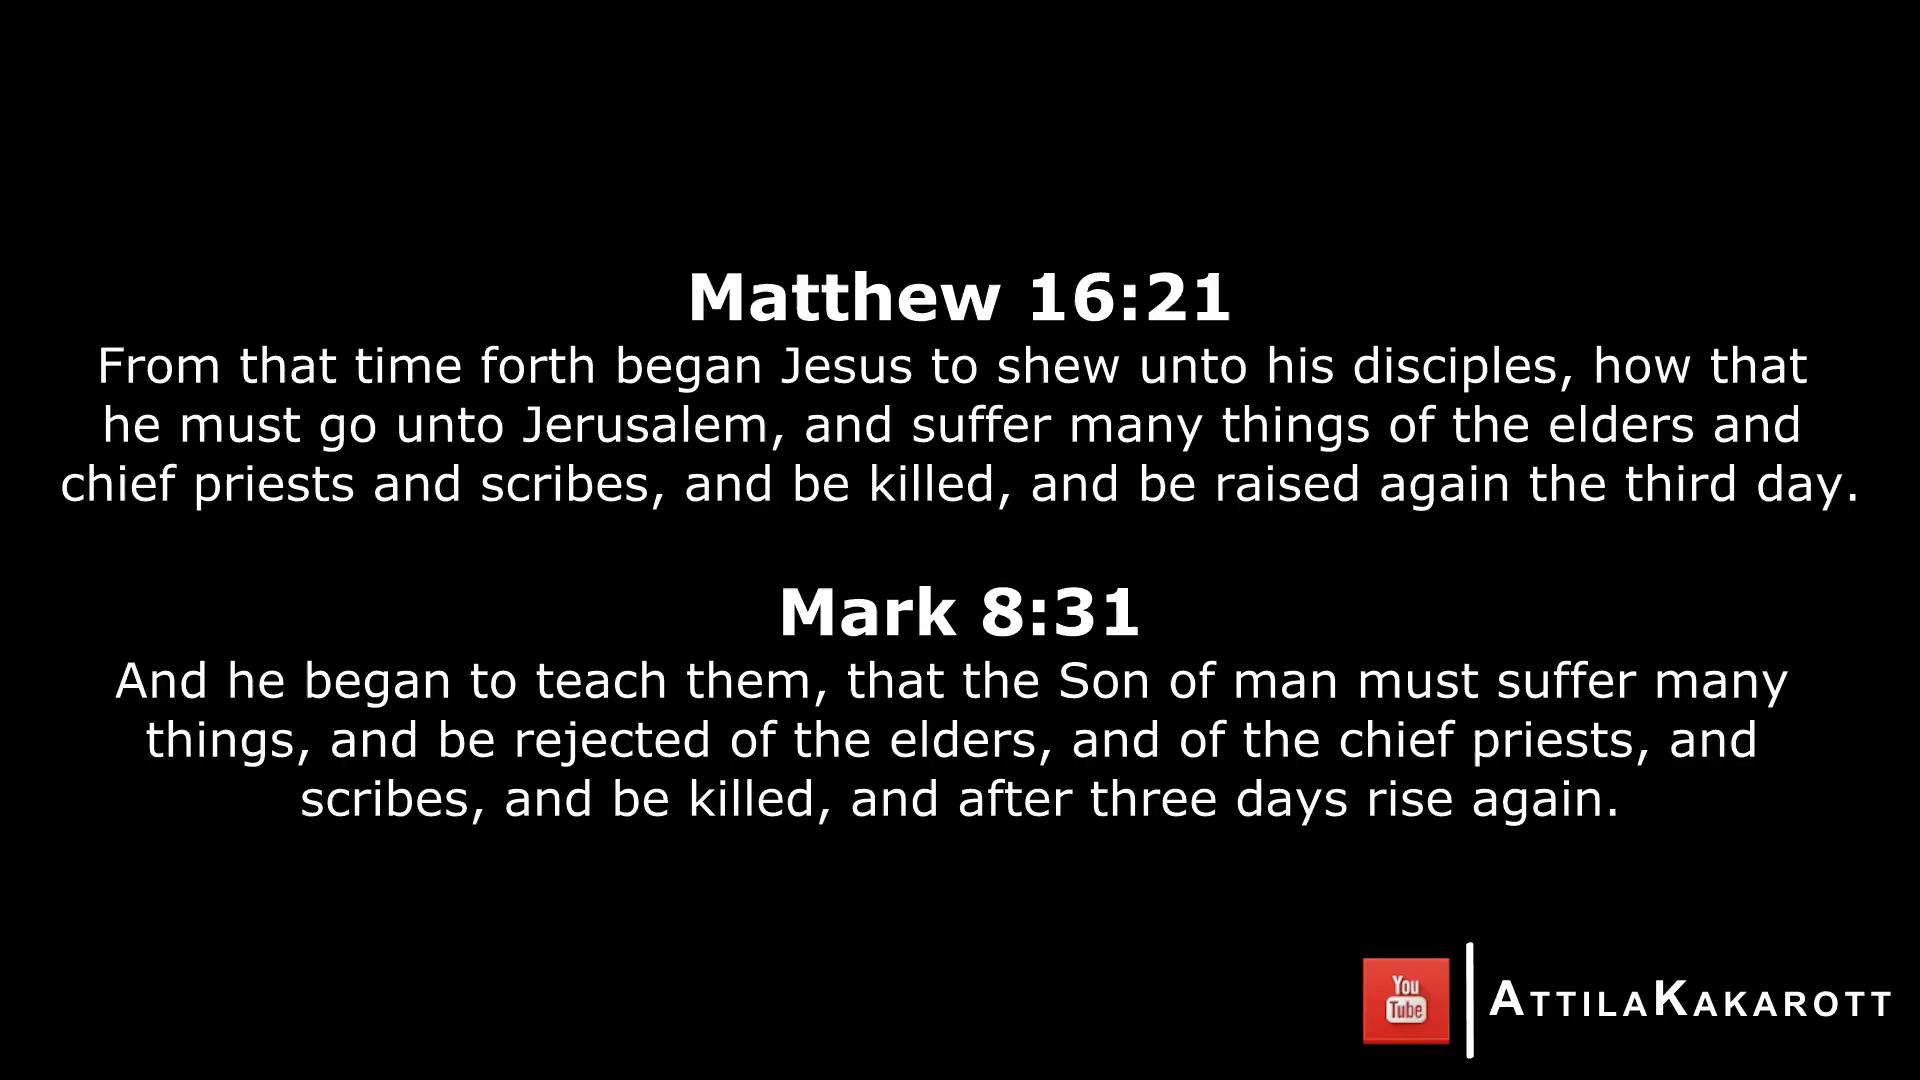 Matthew 16:21
From that time forth began Jesus to shew unto his disciples, how that
he must go unto Jerusalem, and suffer many things of the elders and
chief priests and scribes, and be killed, and be raised again the third day.
Mark 8:31
And he began to teach them, that the Son of man must suffer many
things, and be rejected of the elders, and of the chief priests, and
scribes, and be killed, and after three days rise again.
You
Tube
AttilaKakarott